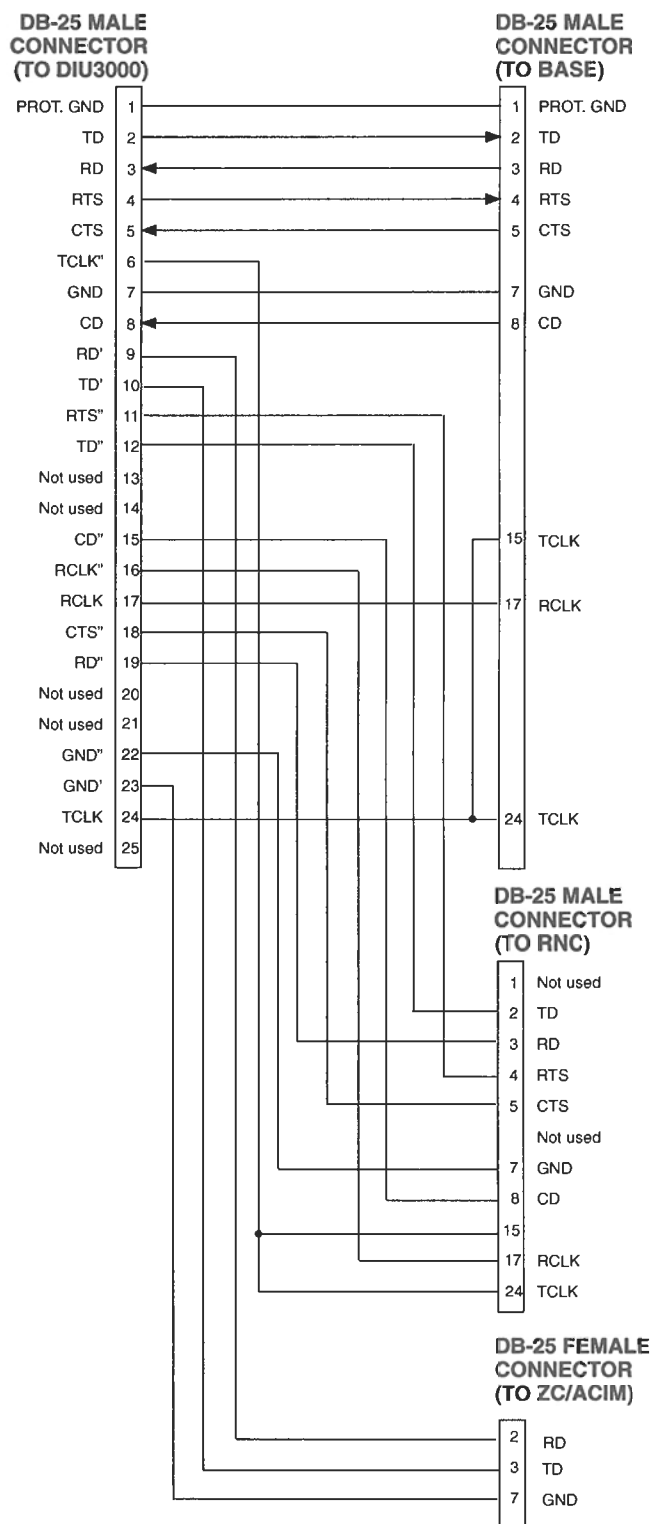 DB-25 MALE
CONNECTOR
(TO DIU3000)
PROT. GND 1
TD 2
RD 3
RTS 4
CTS 5
TCLK" 6
GND 7
CD 8
RD' 9
TD' 10
RTS" 11
TD" 12
Not used 13
Not used 14
CD" 15
RCLK" 16
RCLK 17
CTS" 18
RD" 19
Not used 20
Not used 21
GND" 22
GND' 23
TCLK 24
Not used 25
DB-25 MALE
CONNECTOR
(TO BASE)
1 PROT. GND
2 TD
3 RD
4 RTS
5 CTS
7 GND
8 CD
15 TCLK
17 RCLK
24 TCLK
DB-25 MALE
CONNECTOR
(TO RNC)
1 Not used
2 TD
3 RD
4 RTS
5 CTS
Not used
7 GND
8 CD
15
17 RCLK
24 TCLK
DB-25 FEMALE
CONNECTOR
(TO ZC/ACIM)
2 RD
3 TD
7 GND